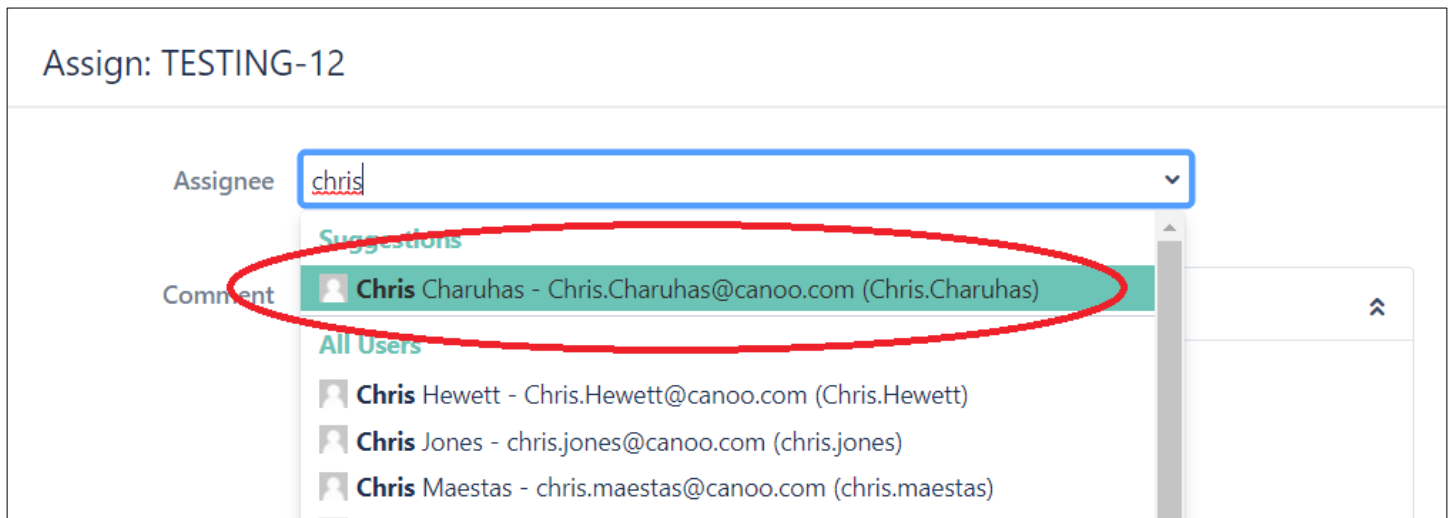 Assign: TESTING-12
Assignee chris
Suggestions
Comment Chris Charuhas - Chris.Charuhas@canoo.com (Chris.Charuhas)
All Users
Chris Hewett - Chris.Hewett@canoo.com (Chris.Hewett)
Chris Jones - chris.jones@canoo.com (chris.jones)
Chris Maestas - chris.maestas@canoo.com (chris.maestas)